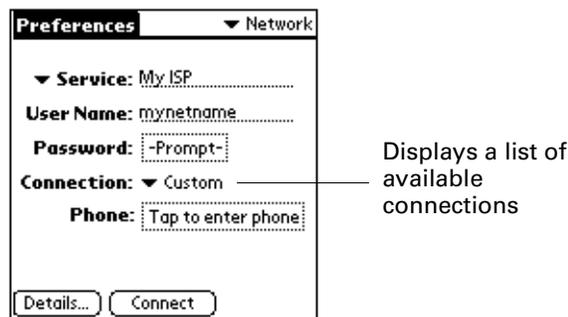 Preferences Network
Service: My ISP
User Name: mynetname
Password: -Prompt-
Connection: Custom
Phone: Tap to enter phone
Details... Connect
Displays a list of
available
connections